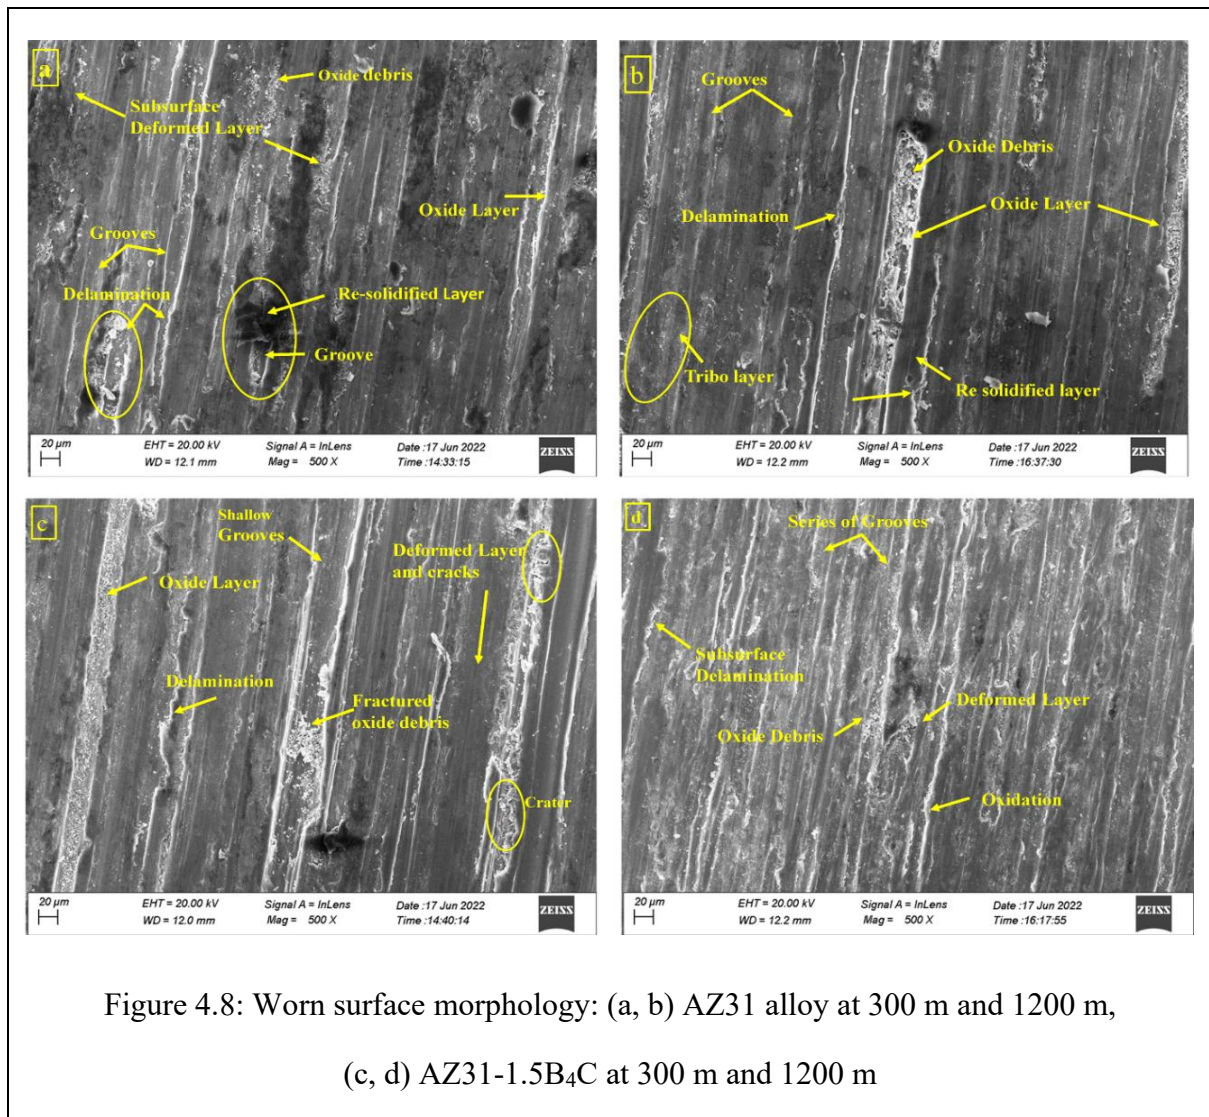 a
Oxide debris
Subsurface
Deformed Layer
Oxide Layer
Grooves
Delamination
Re-solidified Layer
Groove
20 µm
EHT = 20.00 kV
WD = 12.1 mm
Signal A = InLens
Mag = 500 X
Date :17 Jun 2022
Time :14:33:15
ZEISS
b
Grooves
Oxide Debris
Delamination
Oxide Layer
Tribo layer
Re solidified layer
20 µm
EHT = 20.00 kV
WD = 12.2 mm
Signal A = InLens
Mag = 500 X
Date :17 Jun 2022
Time :16:37:30
ZEISS
c
Shallow
Grooves
Deformed Layer
and cracks
Oxide Layer
Delamination
Fractured
oxide debris
Crater
20 µm
EHT = 20.00 kV
WD = 12.0 mm
Signal A = InLens
Mag = 500 X
Date :17 Jun 2022
Time :14:40:14
ZEISS
d
Series of Grooves
Subsurface
Delamination
Deformed Layer
Oxide Debris
Oxidation
20 µm
EHT = 20.00 kV
WD = 12.2 mm
Signal A = InLens
Mag = 500 X
Date :17 Jun 2022
Time :16:17:55
ZEISS
Figure 4.8: Worn surface morphology: (a, b) AZ31 alloy at 300 m and 1200 m,
(c, d) AZ31-1.5B₄C at 300 m and 1200 m